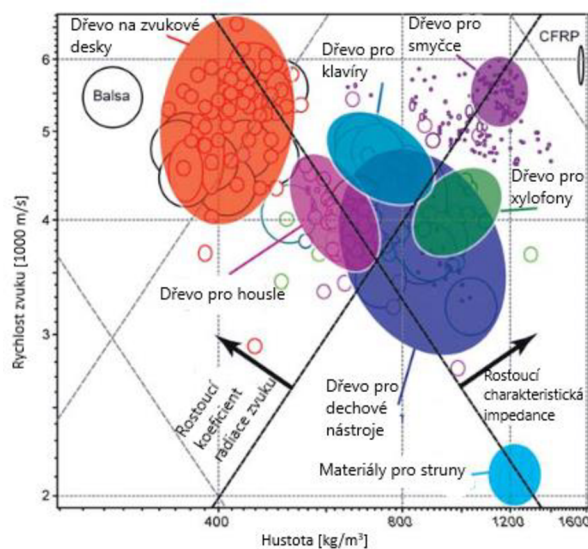 Dřevo na zvukové
desky
Dřevo pro
klavíry
Dřevo pro
smyčce
CFRP
Balsa
Dřevo pro
xylofony
Dřevo pro housle
Rostoucí
koeficient
radiace zvuku
Dřevo pro
dechové
nástroje
Rostoucí
charakteristická
impedance
Materiály pro struny
Rychlost zvuku [1000 m/s]
6
5
4
3
2
400
800
1200
1600
Hustota [kg/m³]